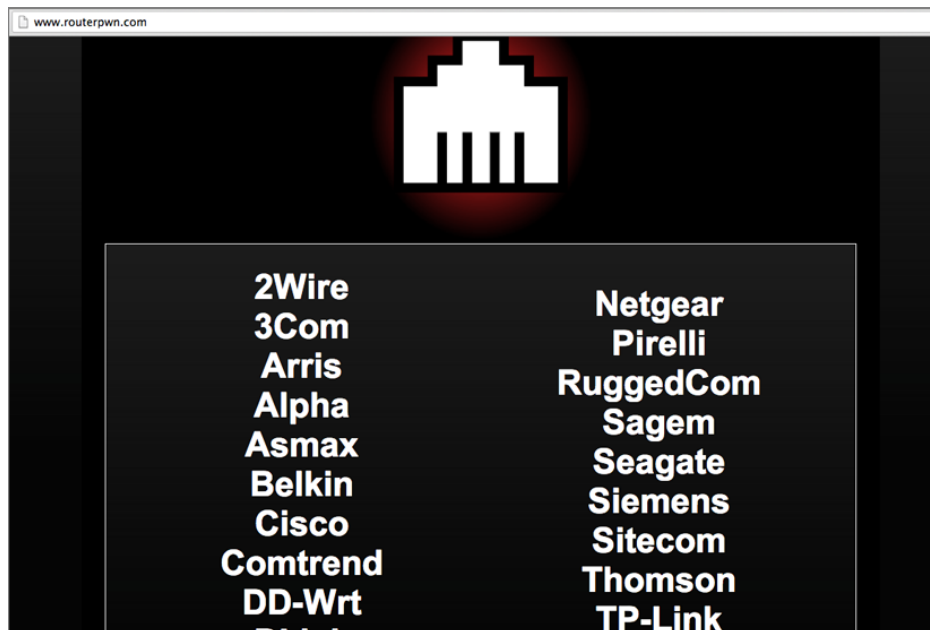 www.routerpwn.com
2Wire
3Com
Arris
Alpha
Asmax
Belkin
Cisco
Comtrend
DD-Wrt
Netgear
Pirelli
RuggedCom
Sagem
Seagate
Siemens
Sitecom
Thomson
TP-Link